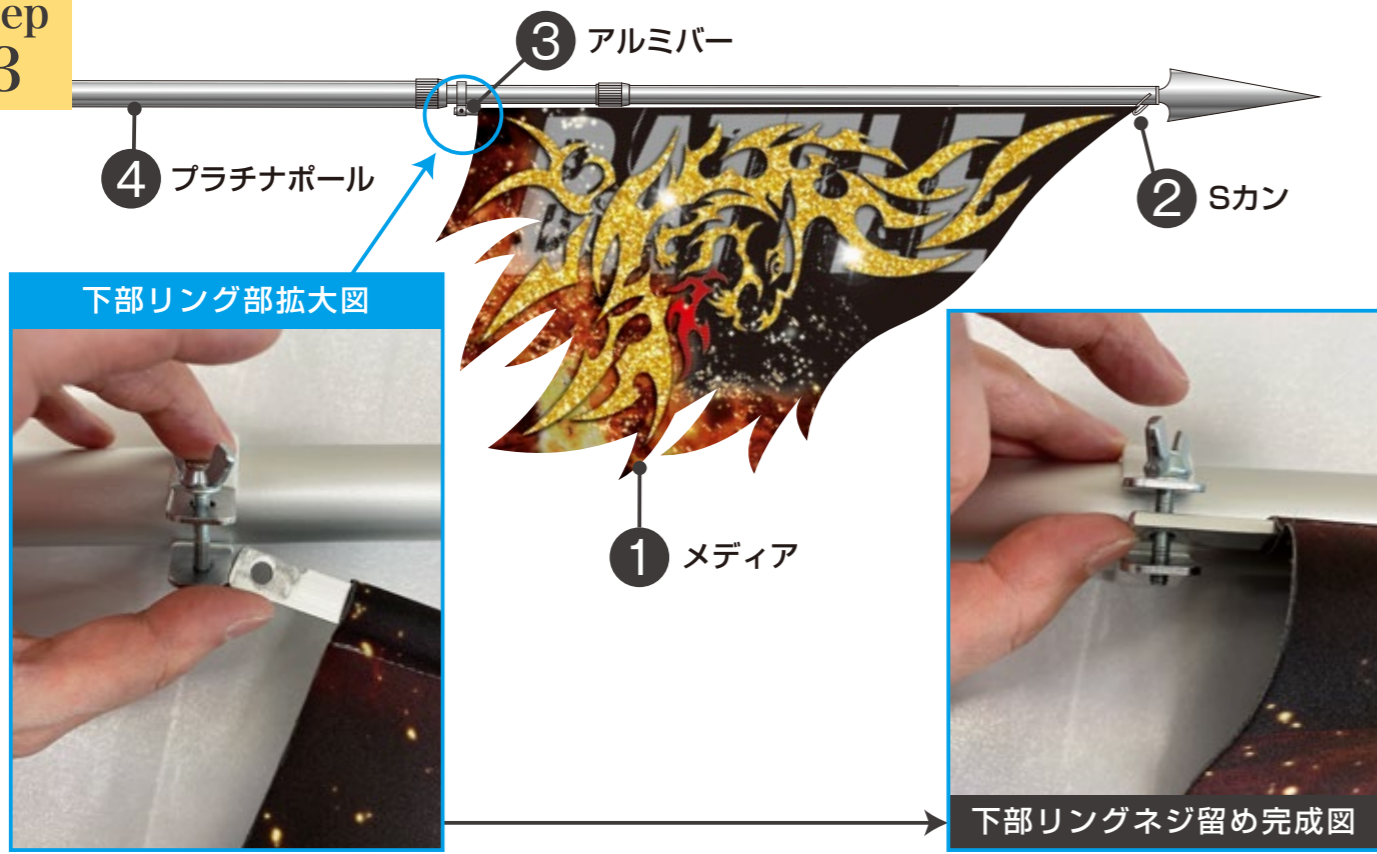 ep
3
3 アルミバー
4 プラチナポール
2 Sカン
BATTLE
下部リング部拡大図
1 メディア
下部リングネジ留め完成図